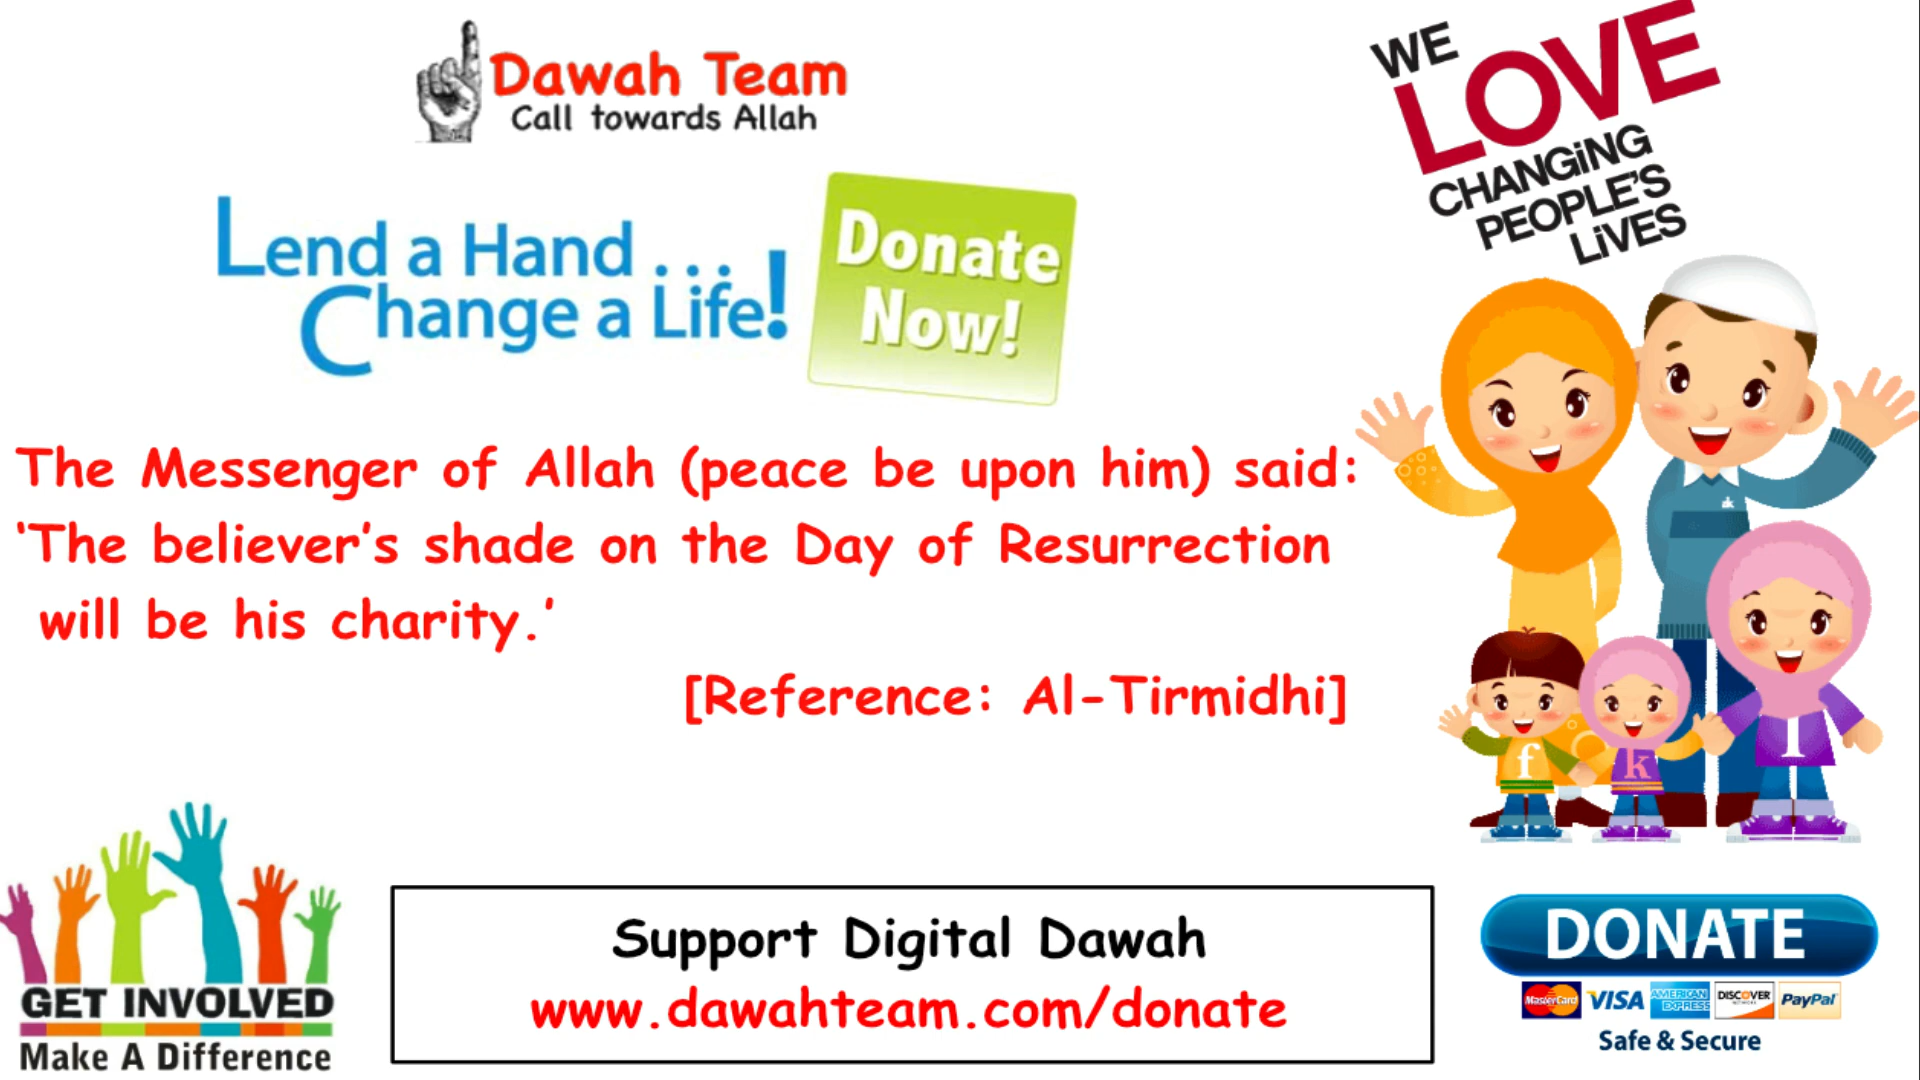 Dawah Team
Call towards Allah
WE
LOVE
CHANGiNG
PEOPLE'S
LiVES
Lend a Hand ...
Change a Life!
Donate
Now!
The Messenger of Allah (peace be upon him) said:
‘The believer’s shade on the Day of Resurrection
will be his charity.’
[Reference: Al-Tirmidhi]
f
k
l
GET INVOLVED
Make A Difference
Support Digital Dawah
www.dawahteam.com/donate
DONATE
MasterCard VISA AMERICAN EXPRESS DISCOVER NETWORK PayPal
Safe & Secure